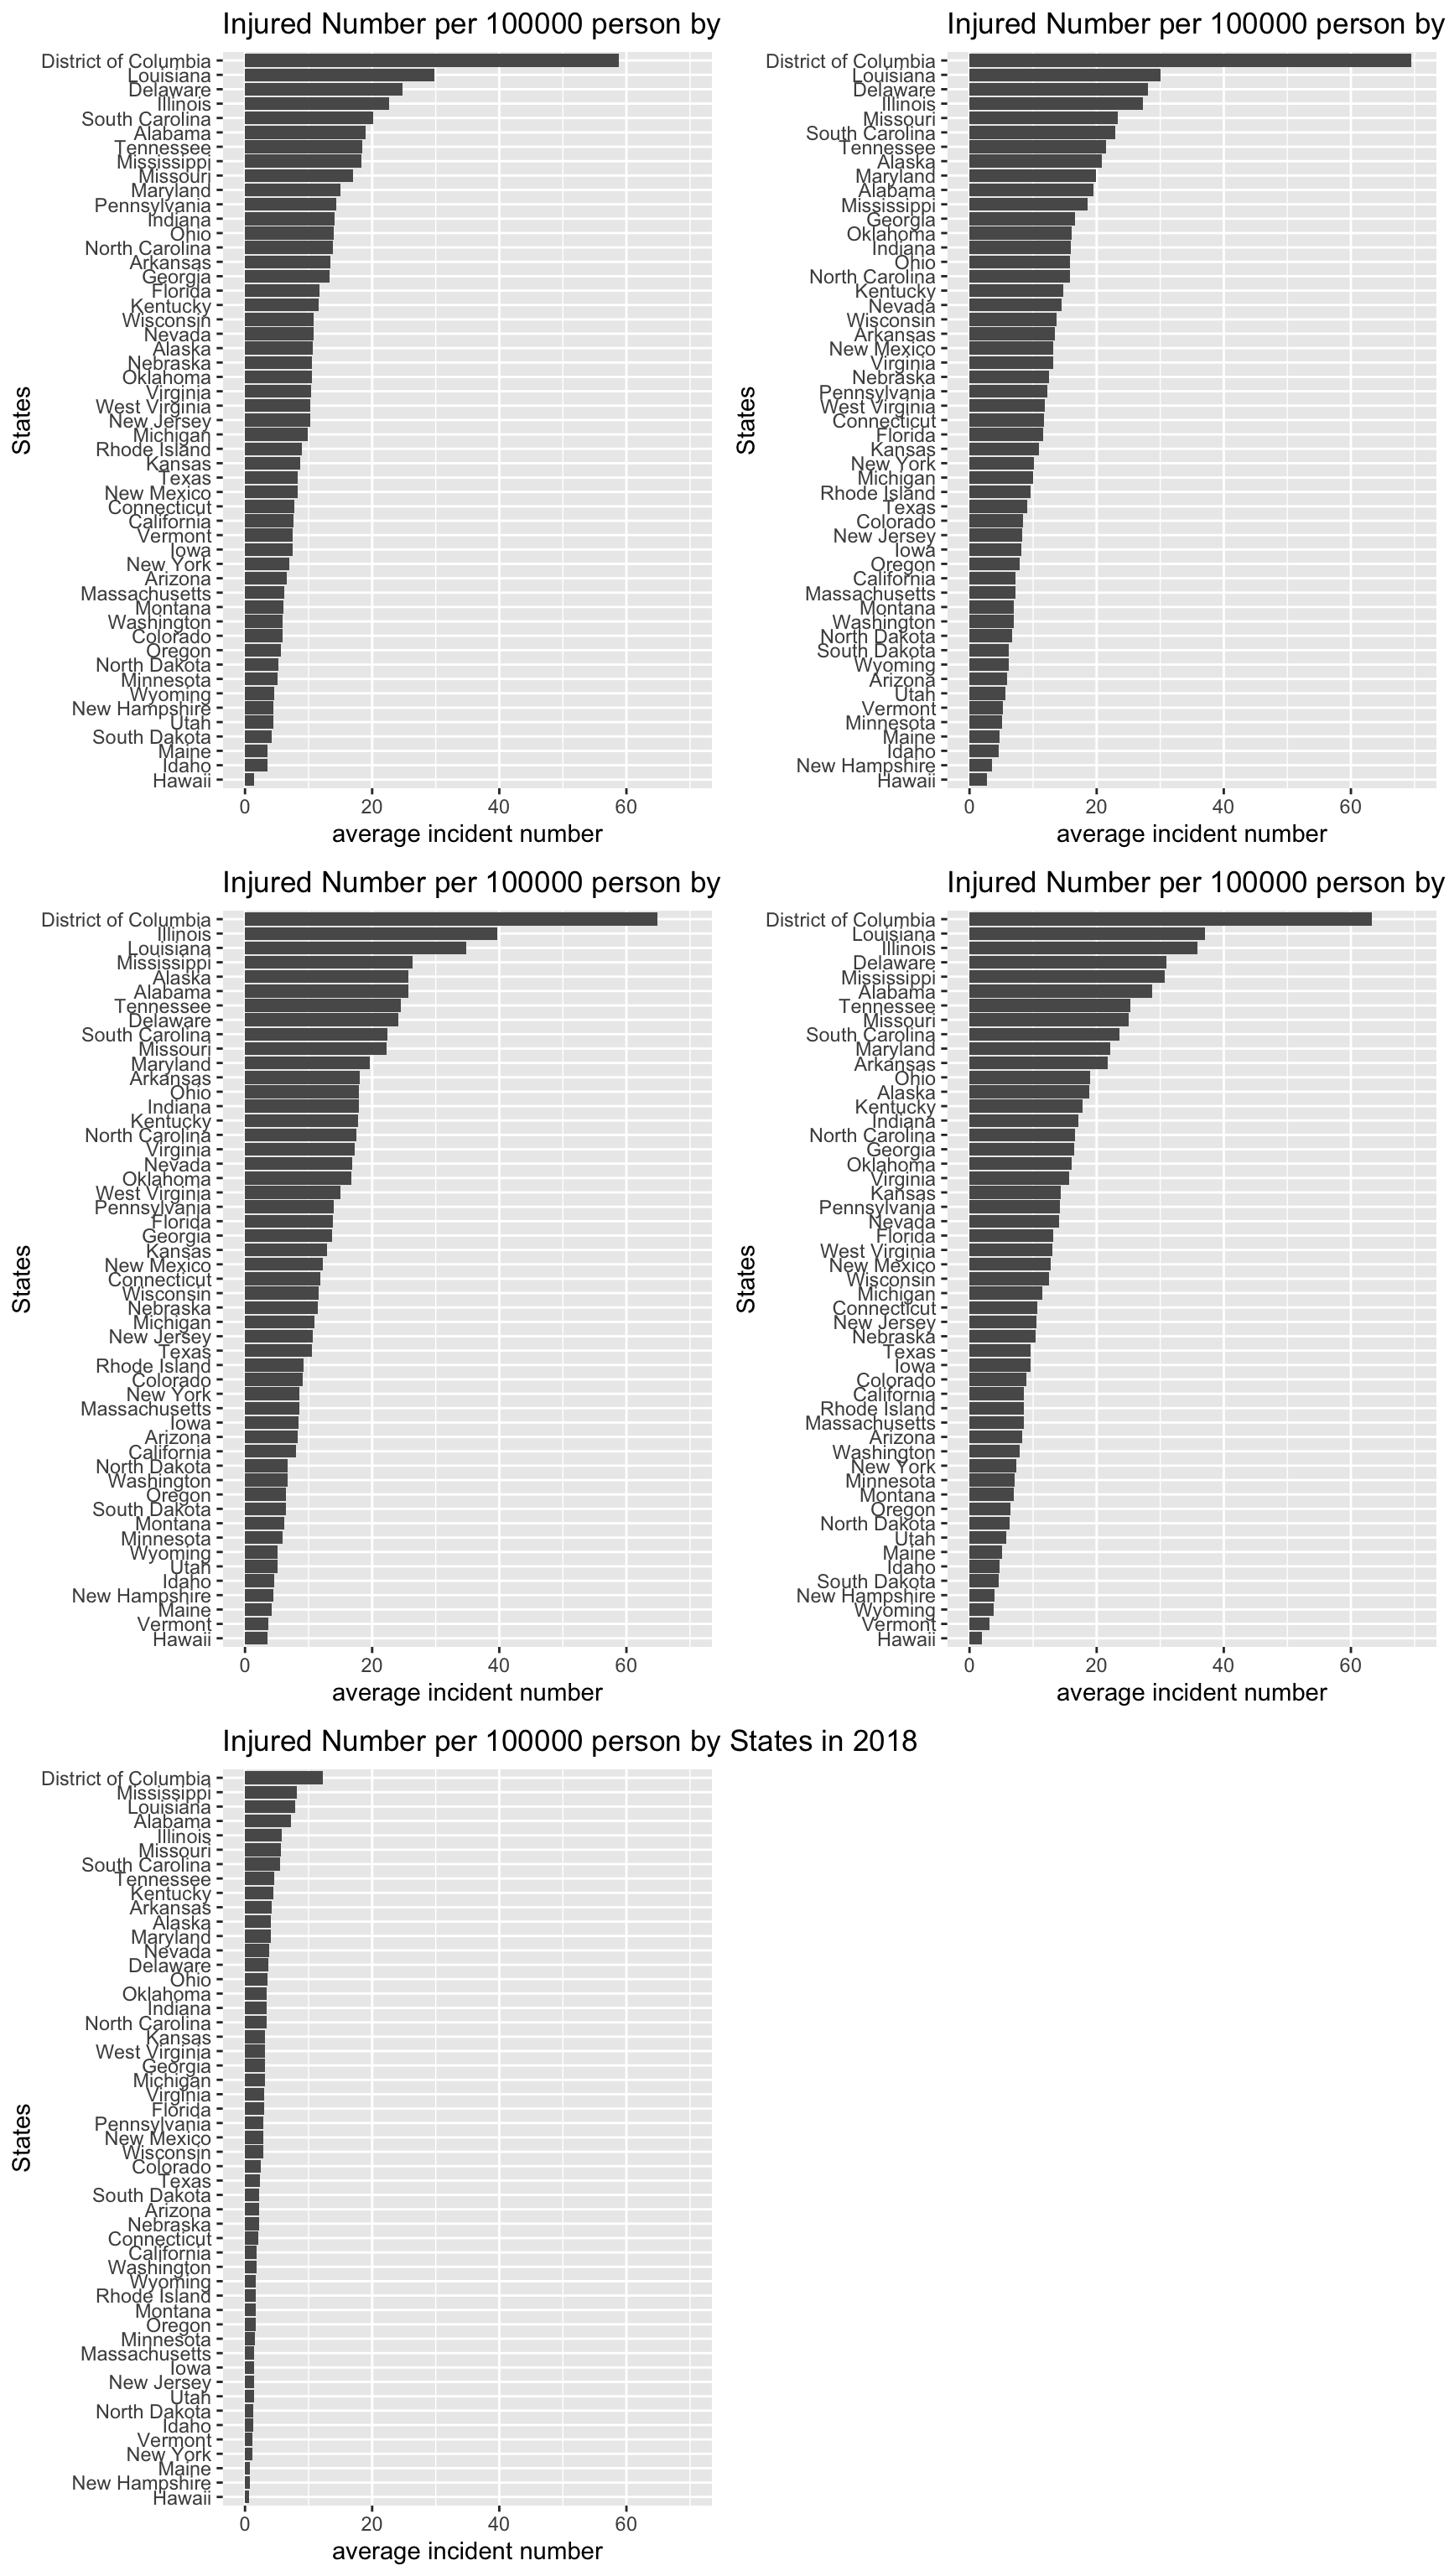 Injured Number per 100000 person by
States
District of Columbia
Louisiana
Delaware
Illinois
South Carolina
Alabama
Tennessee
Mississippi
Missouri
Maryland
Pennsylvania
Indiana
Ohio
North Carolina
Arkansas
Georgia
Florida
Kentucky
Wisconsin
Nevada
Alaska
Nebraska
Oklahoma
Virginia
West Virginia
New Jersey
Michigan
Rhode Island
Kansas
Texas
New Mexico
Connecticut
California
Vermont
Iowa
New York
Arizona
Massachusetts
Montana
Washington
Colorado
Oregon
North Dakota
Minnesota
Wyoming
New Hampshire
Utah
South Dakota
Maine
Idaho
Hawaii
0 20 40 60
average incident number
Injured Number per 100000 person by
States
District of Columbia
Louisiana
Delaware
Illinois
Missouri
South Carolina
Tennessee
Alaska
Maryland
Alabama
Mississippi
Georgia
Oklahoma
Indiana
Ohio
North Carolina
Kentucky
Nevada
Wisconsin
Arkansas
New Mexico
Virginia
Nebraska
Pennsylvania
West Virginia
Connecticut
Florida
Kansas
New York
Michigan
Rhode Island
Texas
Colorado
New Jersey
Iowa
Oregon
California
Massachusetts
Montana
Washington
North Dakota
South Dakota
Wyoming
Arizona
Utah
Vermont
Minnesota
Maine
Idaho
New Hampshire
Hawaii
0 20 40 60
average incident number
Injured Number per 100000 person by
States
District of Columbia
Illinois
Louisiana
Mississippi
Alaska
Alabama
Tennessee
Delaware
South Carolina
Missouri
Maryland
Arkansas
Ohio
Indiana
Kentucky
North Carolina
Virginia
Nevada
Oklahoma
West Virginia
Pennsylvania
Florida
Georgia
Kansas
New Mexico
Connecticut
Wisconsin
Nebraska
Michigan
New Jersey
Texas
Rhode Island
Colorado
New York
Massachusetts
Iowa
Arizona
California
North Dakota
Washington
Oregon
South Dakota
Montana
Minnesota
Wyoming
Utah
Idaho
New Hampshire
Maine
Vermont
Hawaii
0 20 40 60
average incident number
Injured Number per 100000 person by
States
District of Columbia
Louisiana
Illinois
Delaware
Mississippi
Alabama
Tennessee
Missouri
South Carolina
Maryland
Arkansas
Ohio
Alaska
Kentucky
Indiana
North Carolina
Georgia
Oklahoma
Virginia
Kansas
Pennsylvania
Nevada
Florida
West Virginia
New Mexico
Wisconsin
Michigan
Connecticut
New Jersey
Nebraska
Texas
Iowa
Colorado
California
Rhode Island
Massachusetts
Arizona
Washington
New York
Minnesota
Montana
Oregon
North Dakota
Utah
Maine
Idaho
South Dakota
New Hampshire
Wyoming
Vermont
Hawaii
0 20 40 60
average incident number
Injured Number per 100000 person by States in 2018
States
District of Columbia
Mississippi
Louisiana
Alabama
Illinois
Missouri
South Carolina
Tennessee
Kentucky
Arkansas
Alaska
Maryland
Nevada
Delaware
Ohio
Oklahoma
Indiana
North Carolina
Kansas
West Virginia
Georgia
Michigan
Virginia
Florida
Pennsylvania
New Mexico
Wisconsin
Colorado
Texas
South Dakota
Arizona
Nebraska
Connecticut
California
Washington
Wyoming
Rhode Island
Montana
Oregon
Minnesota
Massachusetts
Iowa
New Jersey
Utah
North Dakota
Idaho
Vermont
New York
Maine
New Hampshire
Hawaii
0 20 40 60
average incident number